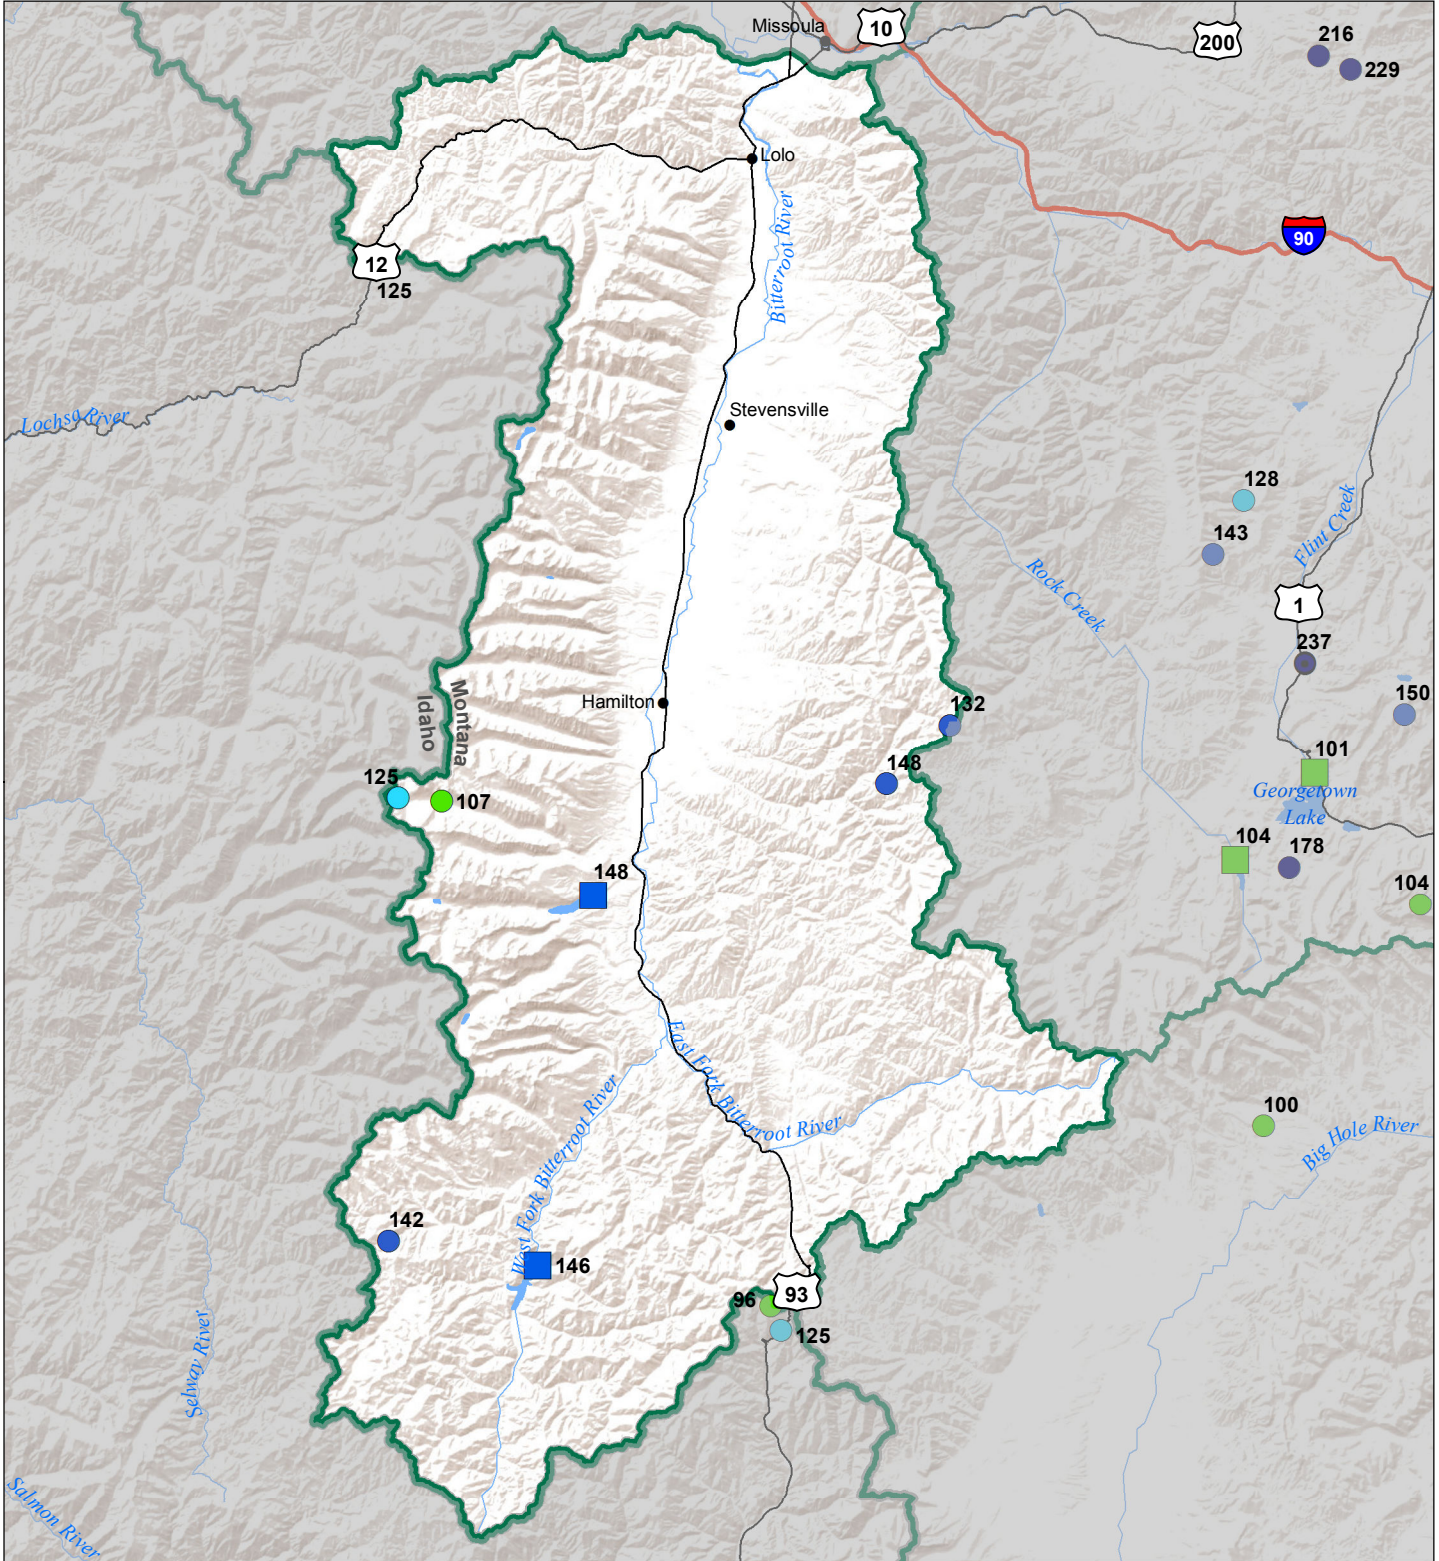 Missoula
10
200
216
229
Lolo
Bitterroot River
90
12
125
Lochsa River
Stevensville
128
143
Flint Creek
Rock Creek
1
237
Montana
Idaho
Hamilton
132
150
148
101
125
107
Georgetown
Lake
104
178
148
104
East Fork Bitterroot River
West Fork Bitterroot River
100
Big Hole River
142
146
93
96
125
Selway River
Salmon River